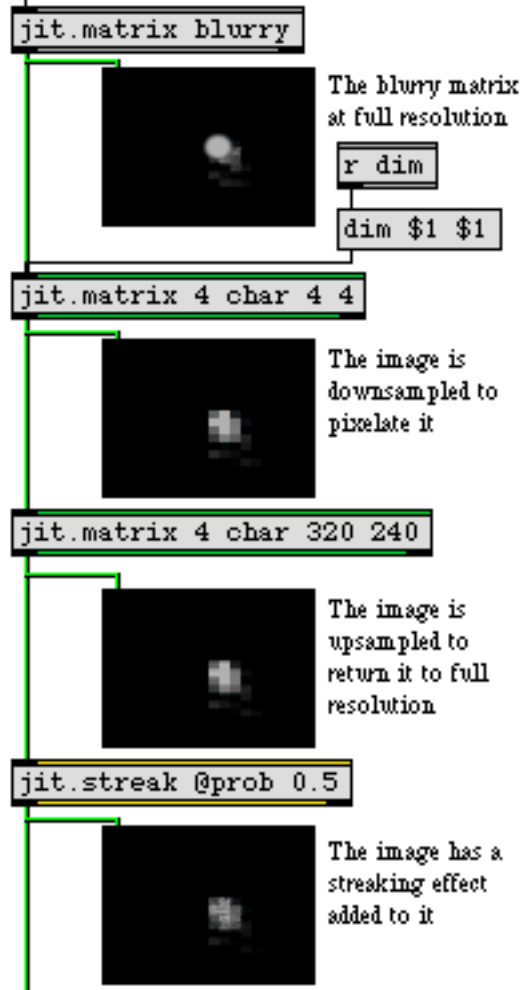 jit.matrix blurry
The blurry matrix
at full resolution
r dim
dim $1 $1
jit.matrix 4 char 4 4
The image is
downsampled to
pixelate it
jit.matrix 4 char 320 240
The image is
upsampled to
return it to full
resolution
jit.streak @prob 0.5
The image has a
streaking effect
added to it